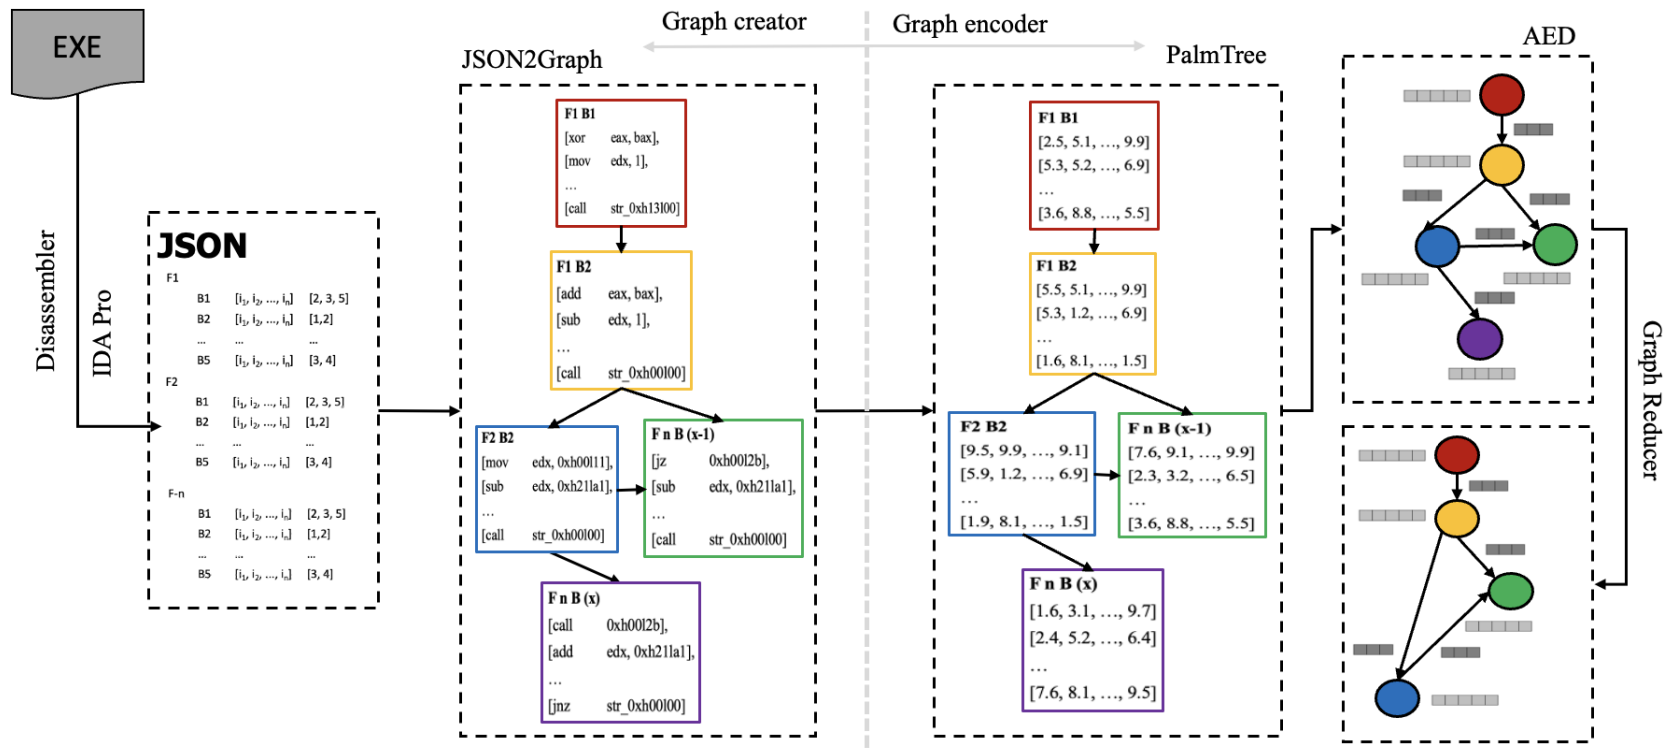 EXE
Disassembler
IDA Pro
JSON
F1
B1 [i1, i2, ..., in] [2, 3, 5]
B2 [i1, i2, ..., in] [1,2]
... ... ...
B5 [i1, i2, ..., in] [3, 4]
F2
B1 [i1, i2, ..., in] [2, 3, 5]
B2 [i1, i2, ..., in] [1,2]
... ... ...
B5 [i1, i2, ..., in] [3, 4]
F-n
B1 [i1, i2, ..., in] [2, 3, 5]
B2 [i1, i2, ..., in] [1,2]
... ... ...
B5 [i1, i2, ..., in] [3, 4]
Graph creator
JSON2Graph
F1 B1
[xor eax, bax],
[mov edx, 1],
...
[call str_0xh13l00]
F1 B2
[add eax, bax],
[sub edx, 1],
...
[call str_0xh00l00]
F2 B2
[mov edx, 0xh00l11],
[sub edx, 0xh21la1],
...
[call str_0xh00l00]
F n B (x-1)
[jz 0xh00l2b],
[sub edx, 0xh21la1],
...
[call str_0xh00l00]
F n B (x)
[call 0xh00l2b],
[add edx, 0xh21la1],
...
[jnz str_0xh00l00]
Graph encoder
PalmTree
F1 B1
[2.5, 5.1, ..., 9.9]
[5.3, 5.2, ..., 6.9]
...
[3.6, 8.8, ..., 5.5]
F1 B2
[5.5, 5.1, ..., 9.9]
[5.3, 1.2, ..., 6.9]
...
[1.6, 8.1, ..., 1.5]
F2 B2
[9.5, 9.9, ..., 9.1]
[5.9, 1.2, ..., 6.9]
...
[1.9, 8.1, ..., 1.5]
F n B (x-1)
[7.6, 9.1, ..., 9.9]
[2.3, 3.2, ..., 6.5]
...
[3.6, 8.8, ..., 5.5]
F n B (x)
[1.6, 3.1, ..., 9.7]
[2.4, 5.2, ..., 6.4]
...
[7.6, 8.1, ..., 9.5]
AED
Graph Reducer